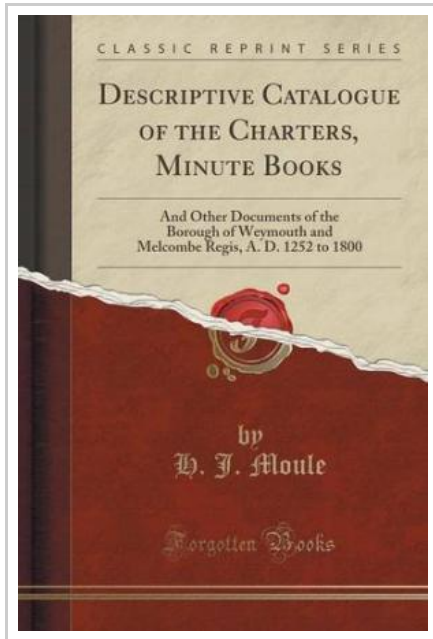 CLASSIC REPRINT SERIES
DESCRIPTIVE CATALOGUE
OF THE CHARTERS,
MINUTE BOOKS
And Other Documents of the
Borough of Weymouth and
Melcombe Regis, A. D. 1252 to 1800
by
H. J. Moule
Forgotten Books